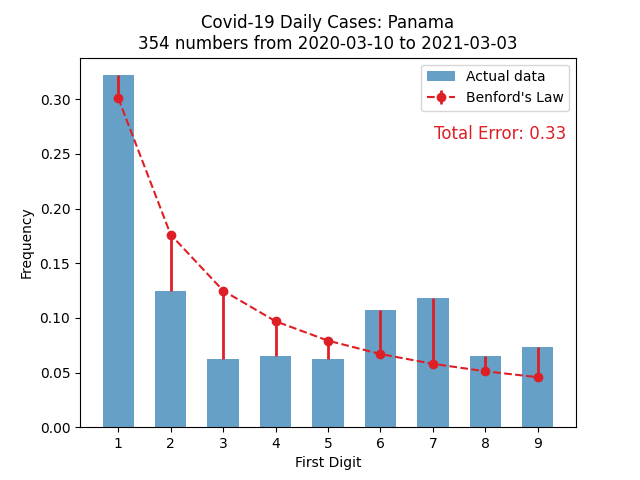 Covid-19 Daily Cases: Panama
354 numbers from 2020-03-10 to 2021-03-03
Actual data
Benford's Law
Total Error: 0.33
Frequency
0.30
0.25
0.20
0.15
0.10
0.05
0.00
1 2 3 4 5 6 7 8 9
First Digit